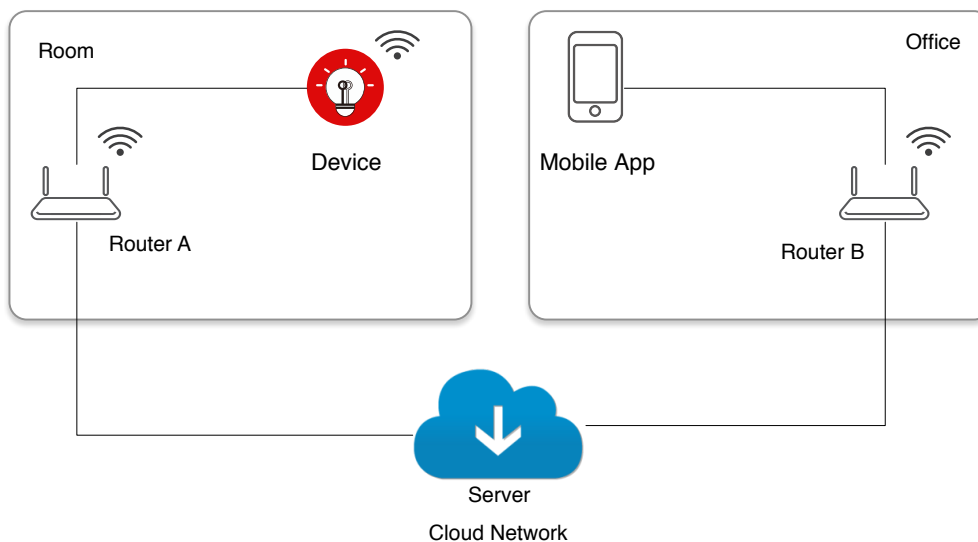 Room
Office
Device
Mobile App
Router A
Router B
Server
Cloud Network